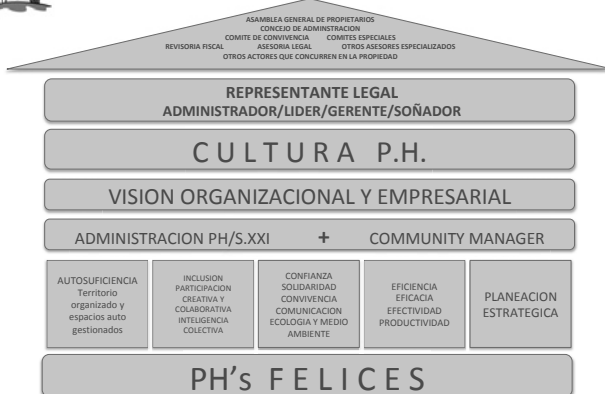 ASAMBLEA GENERAL DE PROPIETARIOS
CONCEJO DE ADMINSTRACION
COMITE DE CONVIVENCIA COMITES ESPECIALES
REVISORIA FISCAL ASESORIA LEGAL OTROS ASESORES ESPECIALIZADOS
OTROS ACTORES QUE CONCURREN EN LA PROPIEDAD
REPRESENTANTE LEGAL
ADMINISTRADOR/LIDER/GERENTE/SOÑADOR
C U L T U R A P.H.
VISION ORGANIZACIONAL Y EMPRESARIAL
ADMINISTRACION PH/S.XXI + COMMUNITY MANAGER
AUTOSUFICIENCIA
Territorio
organizado y
espacios auto
gestionados
INCLUSION
PARTICIPACION
CREATIVA Y
COLABORATIVA
INTELIGENCIA
COLECTIVA
CONFIANZA
SOLIDARIDAD
CONVIVENCIA
COMUNICACION
ECOLOGIA Y MEDIO
AMBIENTE
EFICIENCIA
EFICACIA
EFECTIVIDAD
PRODUCTIVIDAD
PLANEACION
ESTRATEGICA
PH's F E L I C E S